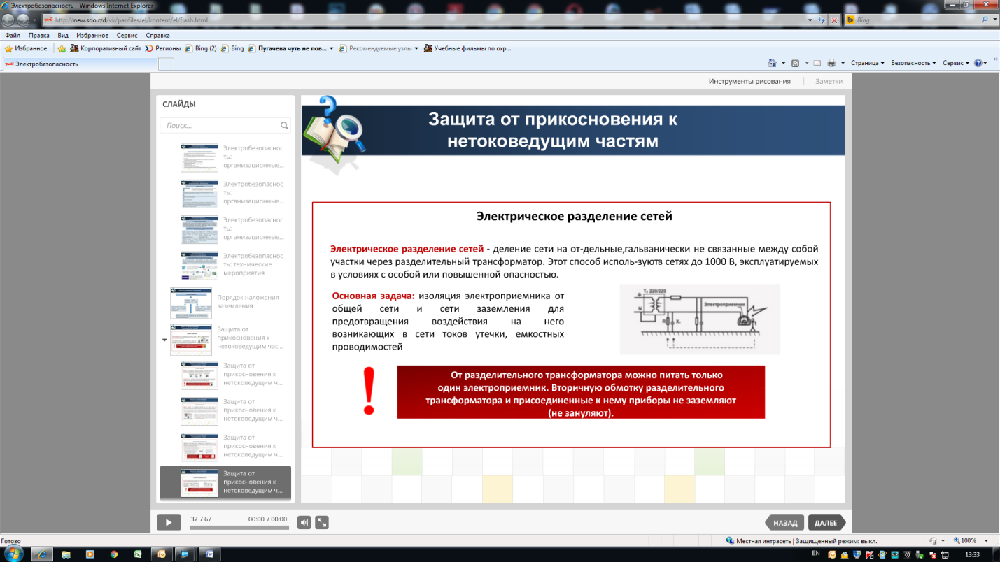 Электробезопасность - Windows Internet Explorer
http://new.sdo.rzd/vk/panfiles/el/kontent/el/flash.html
Bing
Файл Правка Вид Избранное Сервис Справка
Избранное Корпоративный сайт Регионы Bing (2) Bing Пугачева чуть не пов... Рекомендуемые узлы Учебные фильмы по охр...
Электробезопасность
Страница Безопасность Сервис
Инструменты рисования Заметки
СЛАЙДЫ
Поиск...
Электробезопаснос
ть:
организационные...
Электробезопаснос
ть:
организационные...
Электробезопаснос
ть:
организационные...
Электробезопаснос
ть: технические
мероприятия
Порядок наложения
заземления
Защита от
прикосновения к
нетоковедущим час...
Защита от
прикосновения к
нетоковедущим ч...
Защита от
прикосновения к
нетоковедущим ч...
Защита от
прикосновения к
нетоковедущим ч...
Защита от
прикосновения к
нетоковедущим ч...
Защита от прикосновения к
нетоковедущим частям
Электрическое разделение сетей
Электрическое разделение сетей - деление сети на от-дельные,гальванически не связанные между собой
участки через разделительный трансформатор. Этот способ исполь-зуютв сетях до 1000 В, эксплуатируемых
в условиях с особой или повышенной опасностью.
Основная задача: изоляция электроприемника от
общей сети и сети заземления для
предотвращения воздействия на него
возникающих в сети токов утечки, емкостных
проводимостей
220/220
Ф
N
Электроприемник
R
!
От разделительного трансформатора можно питать только
один электроприемник. Вторичную обмотку разделительного
трансформатора и присоединенные к нему приборы не заземляют
(не зануляют).
32 / 67 00:00 / 00:00
НАЗАД ДАЛЕЕ
Готово
Местная интрасеть | Защищенный режим: выкл.
100%
EN
13:33